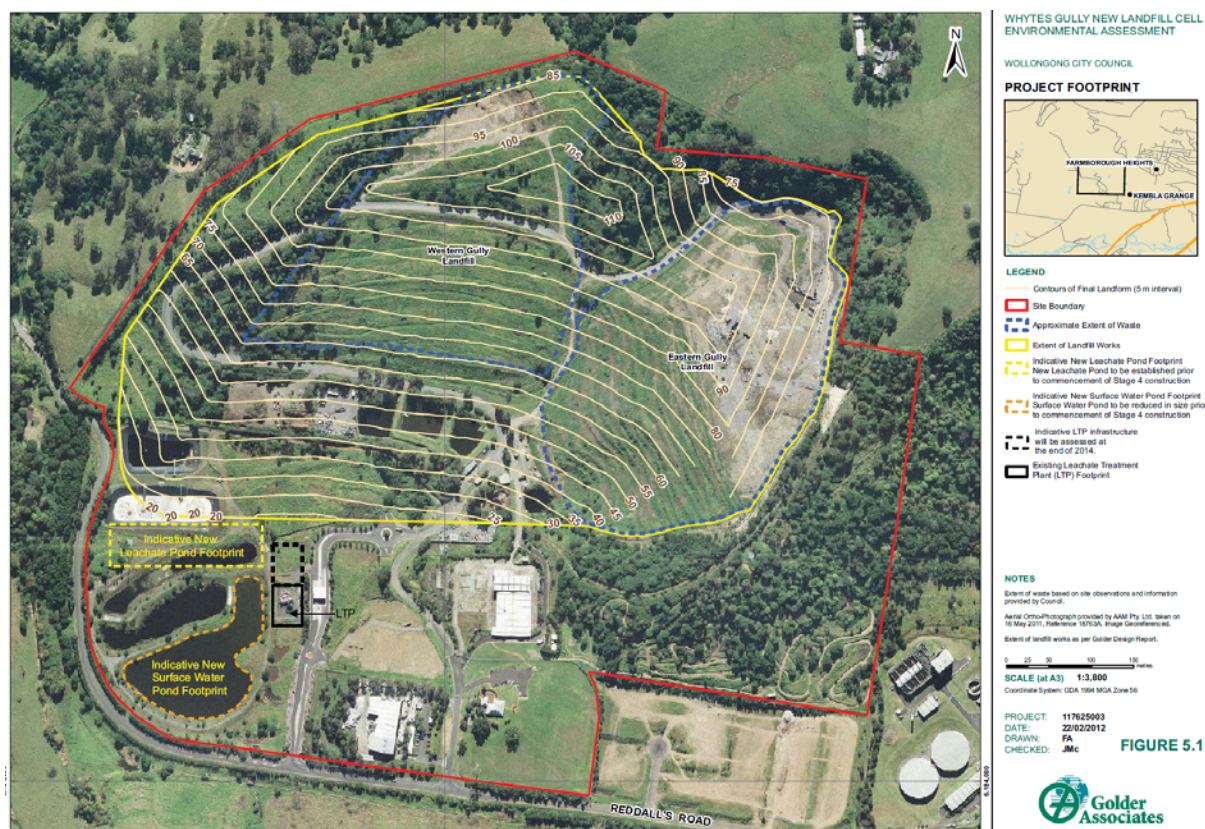 WHYTES GULLY NEW LANDFILL CELL
ENVIRONMENTAL ASSESSMENT
WOLLONGONG CITY COUNCIL
PROJECT FOOTPRINT
FARMBOROUGH HEIGHTS
KEMBLA GRANGE
LEGEND
Contours of Final Landform (5 m interval)
Site Boundary
Approximate Extent of Waste
Extent of Landfill Works
Indicative New Leachate Pond Footprint
New Leachate Pond to be established prior
to commencement of Stage 4 construction
Indicative New Surface Water Pond Footprint
Surface Water Pond to be reduced in size prio
to commencement of Stage 4 construction
Indicative LTP infrastructure
will be assessed at
the end of 2014.
Existing Leachate Treatment
Plant (LTP) Footprint
NOTES
Extent of waste based on site observations and information
provided by Council.
Aerial Ortho-Photograph provided by AAM Pty. Ltd. taken on
16 May 2011, Reference 18763A. Image Georeferenced.
Extent of landfill works as per Golder Design Report.
0 25 50 100 150
metres
SCALE (at A3) 1:3,800
Coordinate System: GDA 1994 MGA Zone 56
PROJECT: 117625003
DATE: 22/02/2012
DRAWN: FA
CHECKED: JMc
FIGURE 5.1
Golder
Associates
N
85
95
100
105
110
80
85
75
75
70
65
Western Gully
Landfill
Eastern Gully
Landfill
90
80
60
55
50
45
40
35
30
25
20 20 20 20
Indicative New
Leachate Pond Footprint
LTP
Indicative New
Surface Water
Pond Footprint
REDDALL'S ROAD
6,184,000